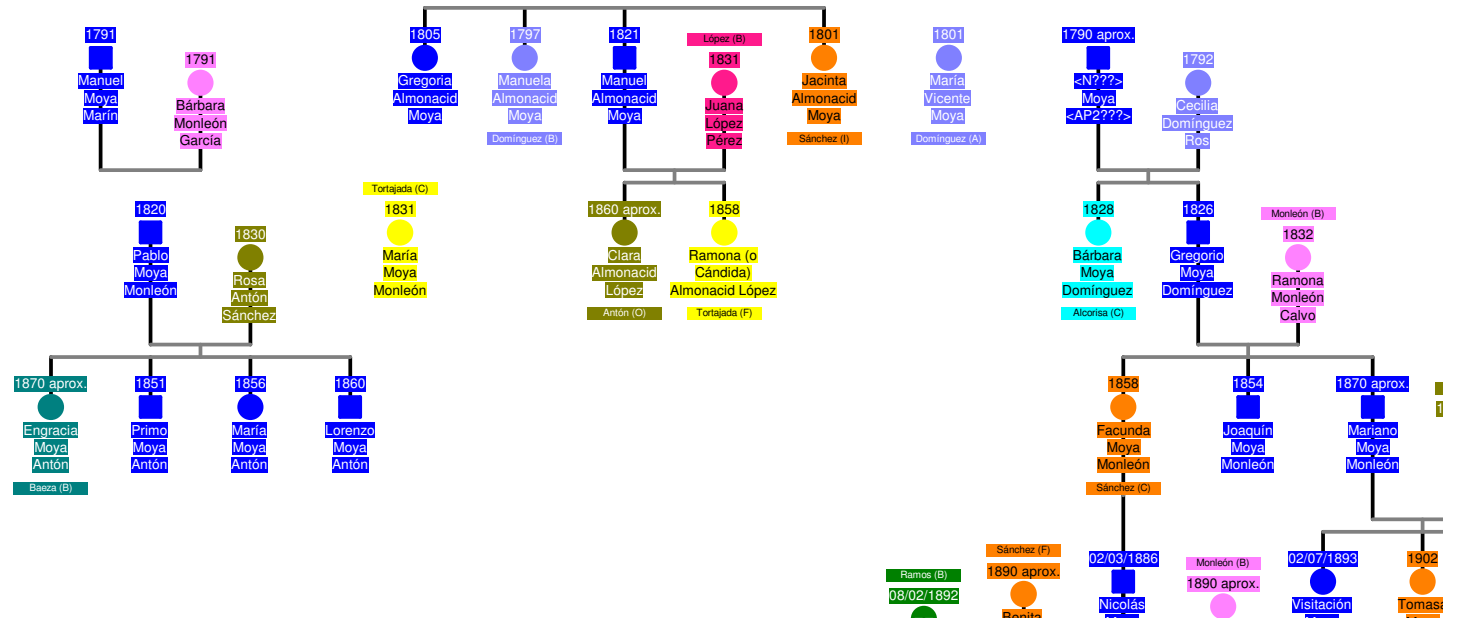 1791
Manuel
Moya
Marín
1791
Bárbara
Monleón
García
1805
Gregoria
Almonacid
Moya
1797
Manuela
Almonacid
Moya
Domínguez (B)
1821
Manuel
Almonacid
Moya
López (B)
1831
Juana
López
Pérez
1801
Jacinta
Almonacid
Moya
Sánchez (I)
1801
María
Vicente
Moya
Domínguez (A)
1790 aprox.
<N???>
Moya
<AP2???>
1792
Cecilia
Domínguez
Ros
1820
Pablo
Moya
Monleón
1830
Rosa
Antón
Sánchez
Tortajada (C)
1831
María
Moya
Monleón
1860 aprox.
Clara
Almonacid
López
Antón (O)
1858
Ramona (o
Cándida)
Almonacid López
Tortajada (F)
1828
Bárbara
Moya
Domínguez
Alcorisa (C)
1826
Gregorio
Moya
Domínguez
Monleón (B)
1832
Ramona
Monleón
Calvo
1870 aprox.
Engracia
Moya
Antón
Baeza (B)
1851
Primo
Moya
Antón
1856
María
Moya
Antón
1860
Lorenzo
Moya
Antón
1858
Facunda
Moya
Monleón
Sánchez (C)
1854
Joaquín
Moya
Monleón
1870 aprox.
Mariano
Moya
Monleón
Ramos (B)
08/02/1892
Sánchez (F)
1890 aprox.
Benita
02/03/1886
Nicolás
Monleón (B)
1890 aprox.
02/07/1893
Visitación
1902
Tomasa